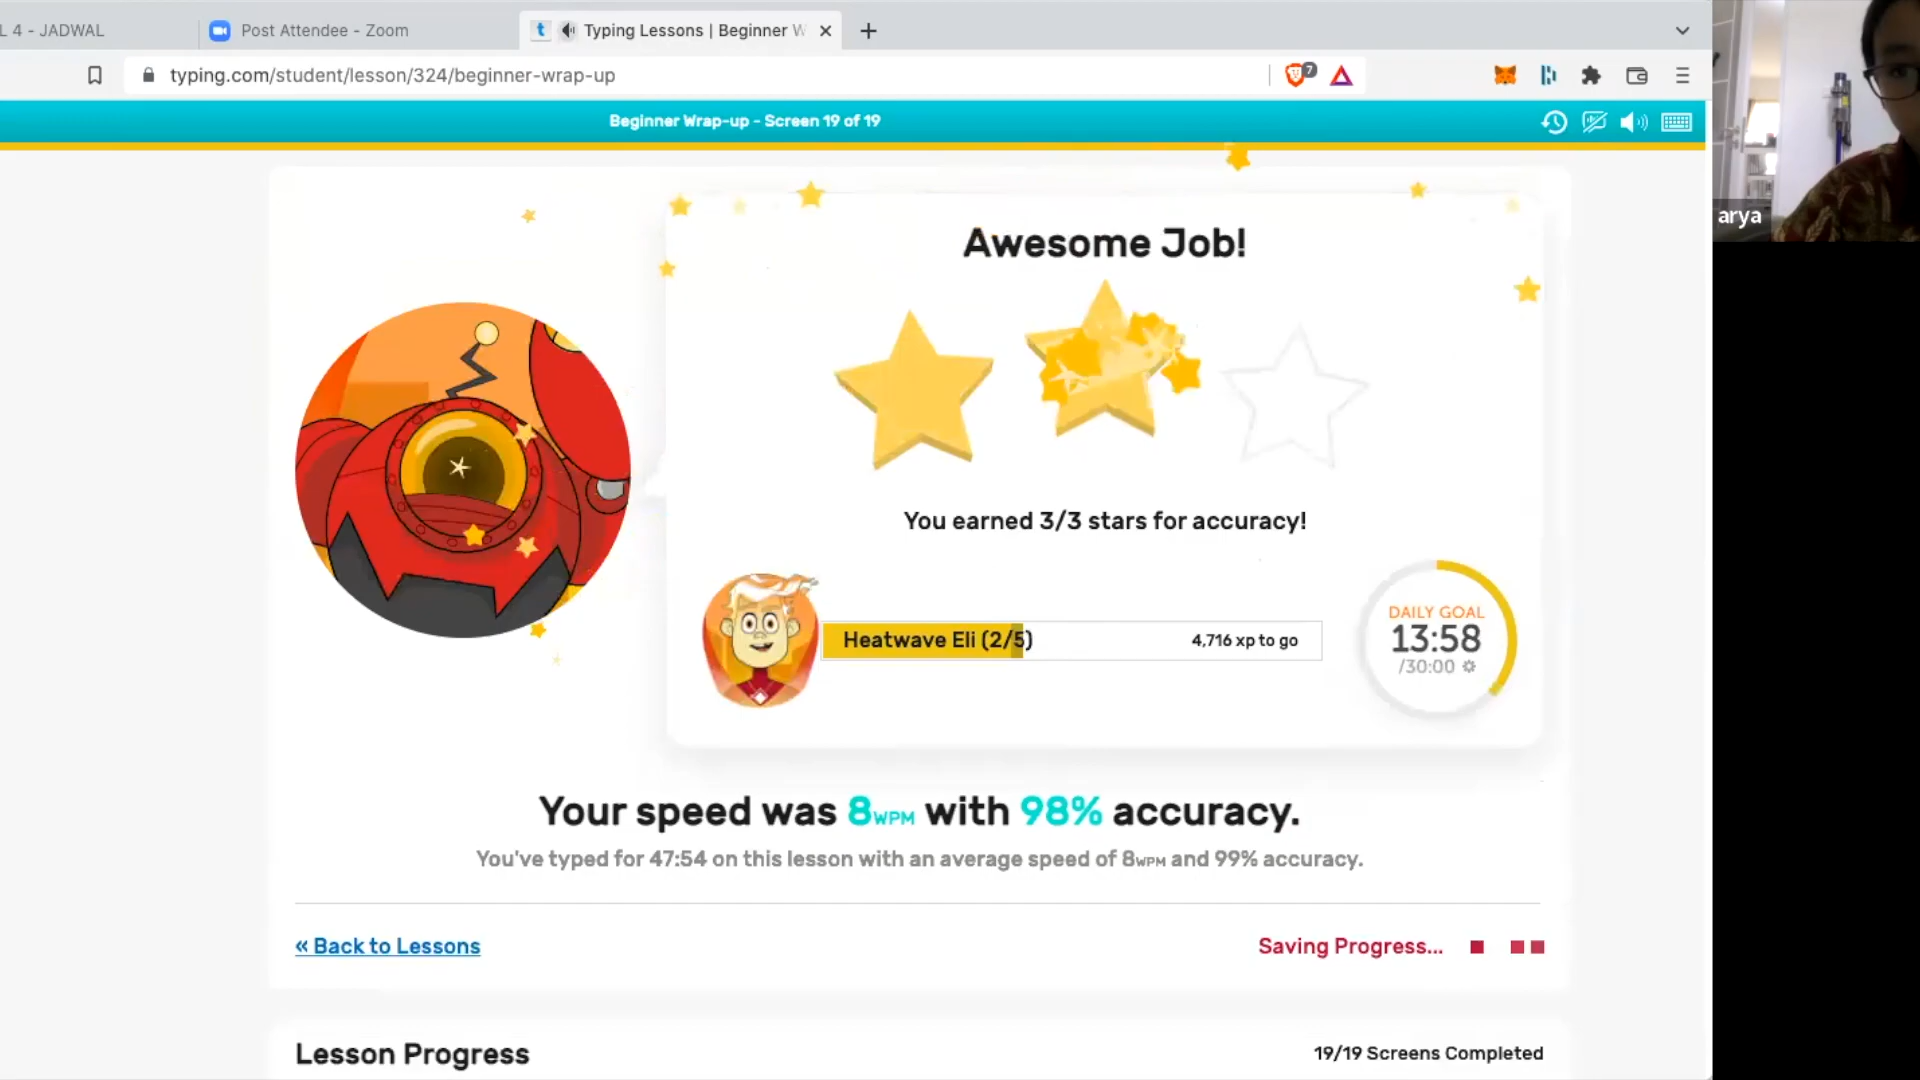 L 4 - JADWAL
Post Attendee - Zoom
Typing Lessons | Beginner W
typing.com/student/lesson/324/beginner-wrap-up
7
Beginner Wrap-up - Screen 19 of 19
arya
Awesome Job!
You earned 3/3 stars for accuracy!
Heatwave Eli (2/5)
4,716 xp to go
DAILY GOAL
13:58
/30:00
Your speed was 8WPM with 98% accuracy.
You've typed for 47:54 on this lesson with an average speed of 8WPM and 99% accuracy.
« Back to Lessons
Saving Progress...
Lesson Progress
19/19 Screens Completed